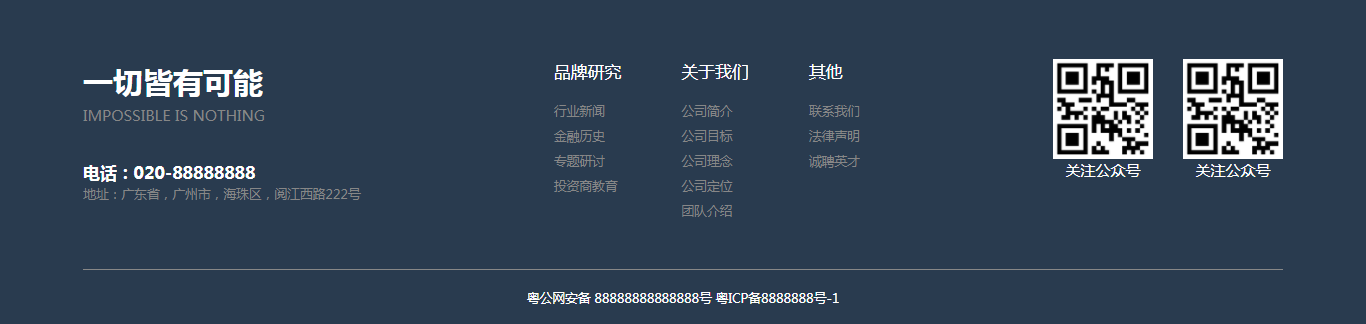 一切皆有可能
IMPOSSIBLE IS NOTHING
电话：020-88888888
地址：广东省，广州市，海珠区，阅江西路222号
品牌研究
行业新闻
金融历史
专题研讨
投资商教育
关于我们
公司简介
公司目标
公司理念
公司定位
团队介绍
其他
联系我们
法律声明
诚聘英才
关注公众号
关注公众号
粤公网安备 88888888888888号 粤ICP备8888888号-1